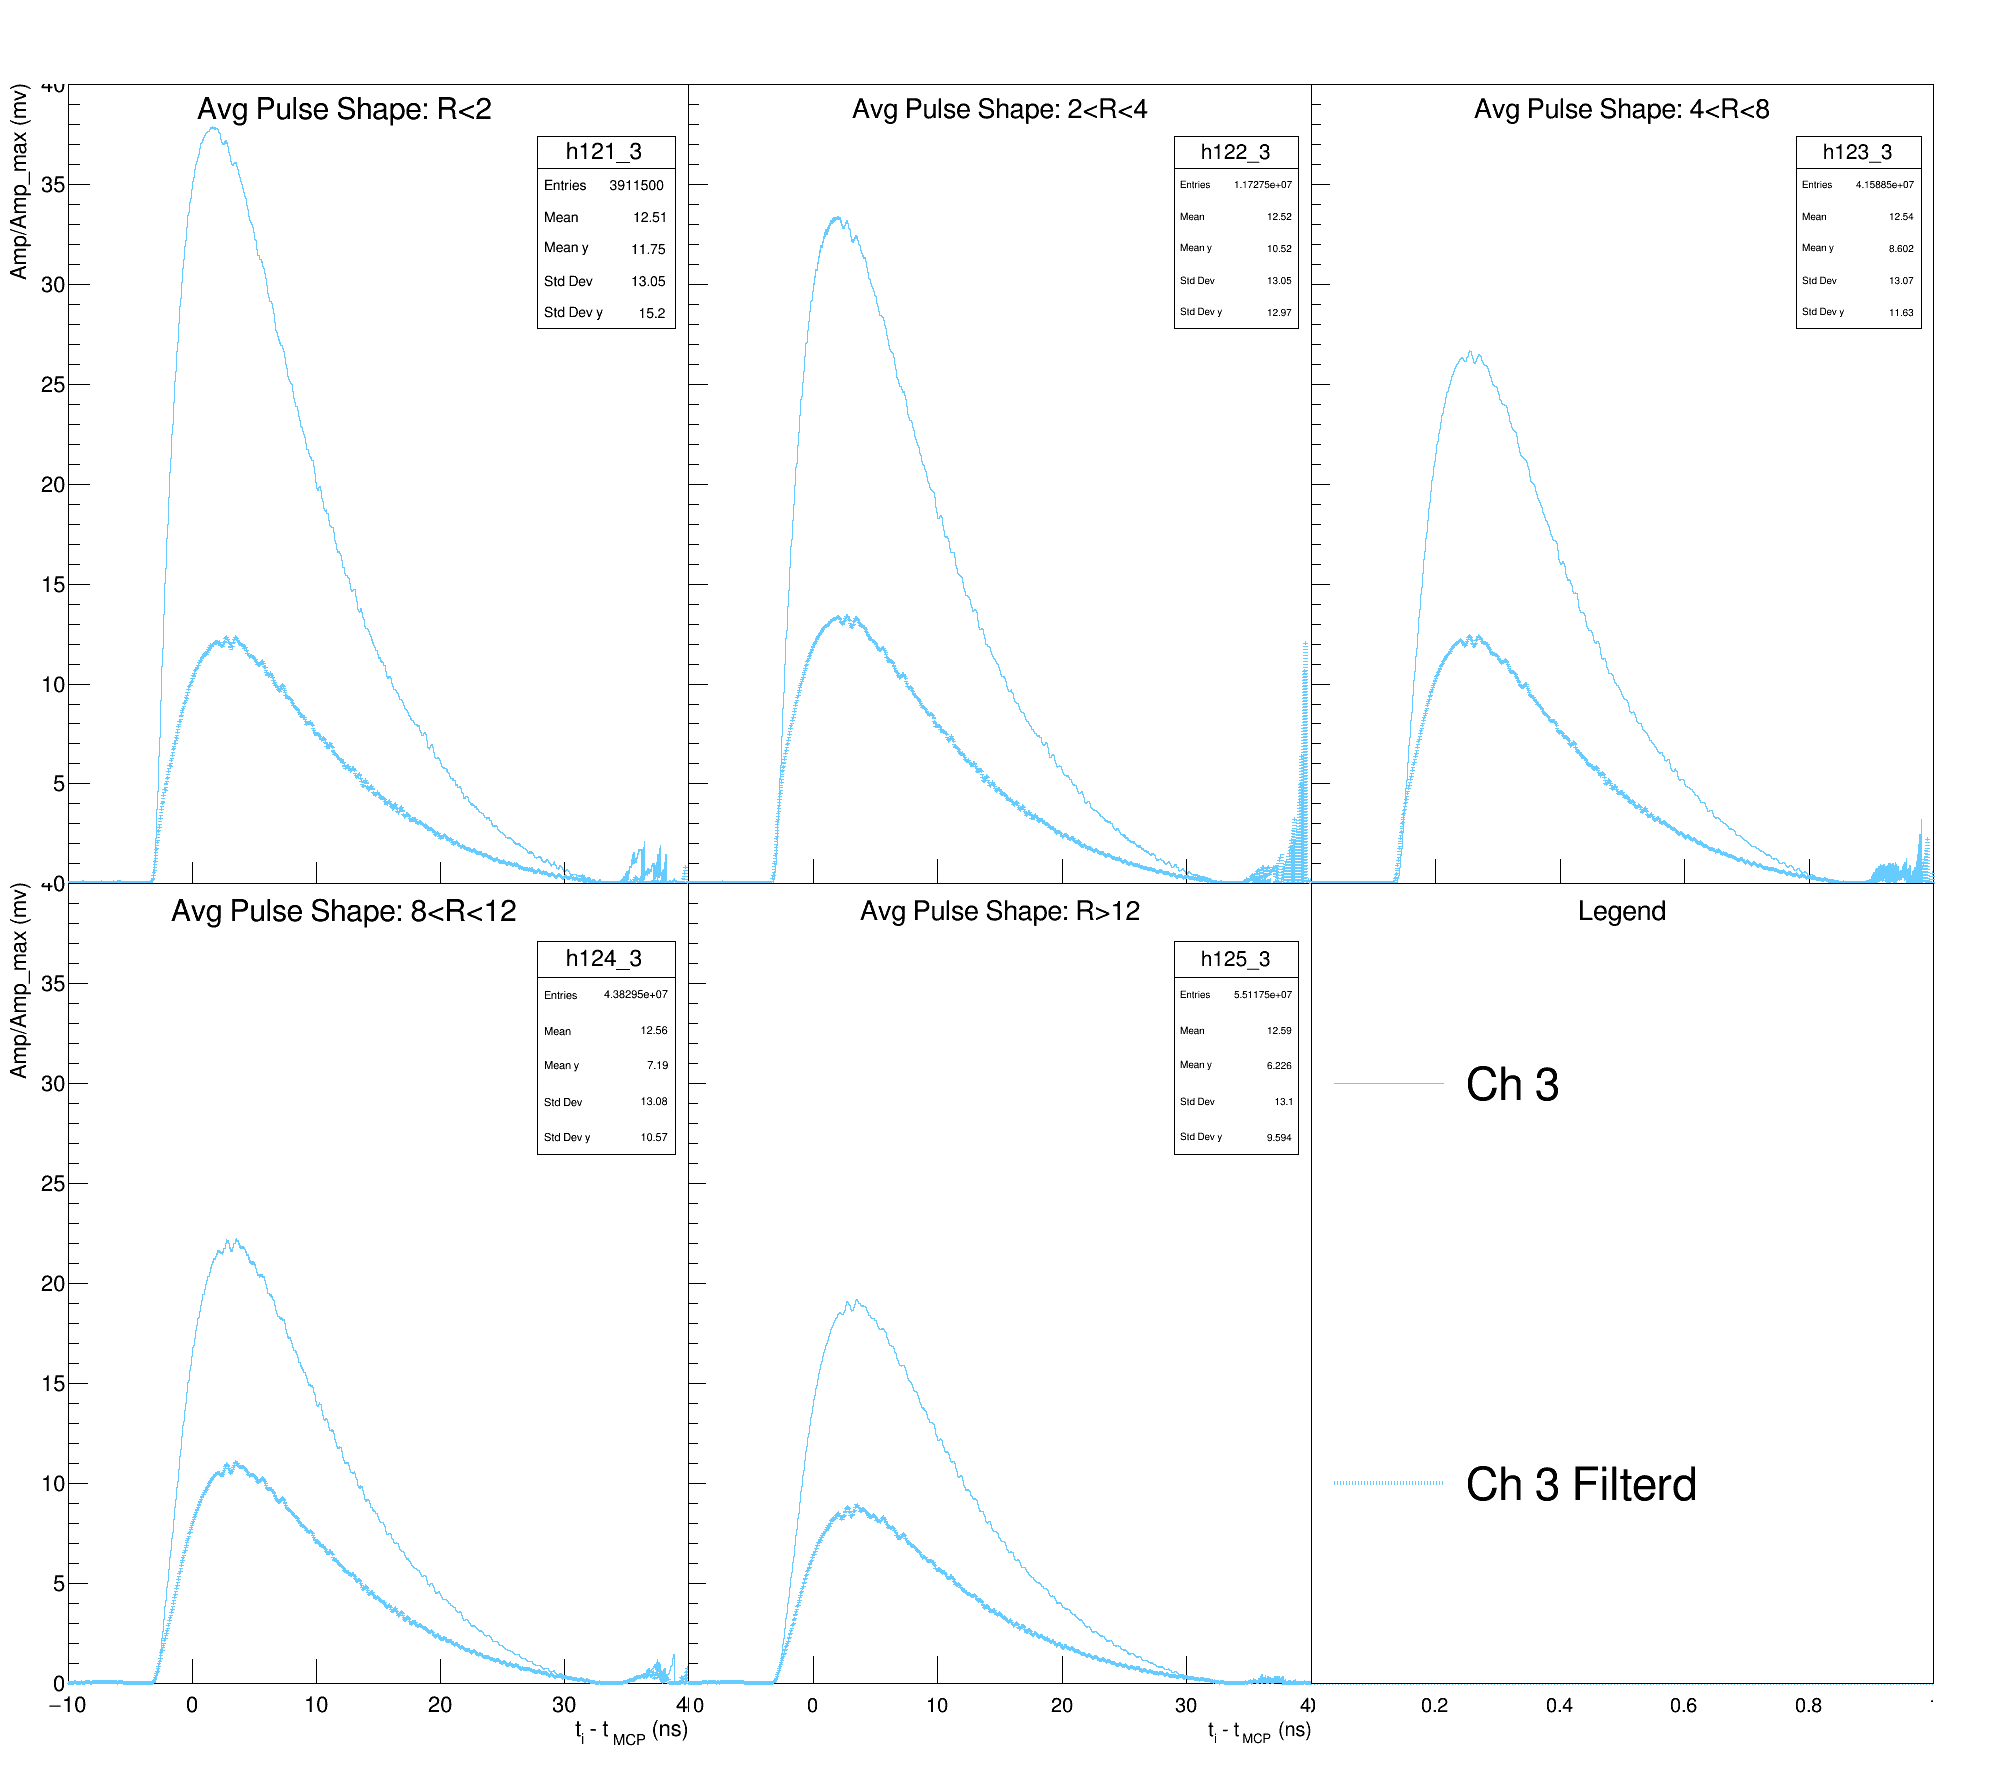 Avg Pulse Shape: R<2
Amp/Amp_max (mv)
40
35
30
25
20
15
10
5
h121_3
Entries 3911500
Mean 12.51
Mean y 11.75
Std Dev 13.05
Std Dev y 15.2
Avg Pulse Shape: 2<R<4
h122_3
Entries 1.17275e+07
Mean 12.52
Mean y 10.52
Std Dev 13.05
Std Dev y 12.97
Avg Pulse Shape: 4<R<8
h123_3
Entries 4.15885e+07
Mean 12.54
Mean y 8.602
Std Dev 13.07
Std Dev y 11.63
Avg Pulse Shape: 8<R<12
Amp/Amp_max (mv)
40
35
30
25
20
15
10
5
0
h124_3
Entries 4.38295e+07
Mean 12.56
Mean y 7.19
Std Dev 13.08
Std Dev y 10.57
−10 0 10 20 30 40
ti - t MCP (ns)
Avg Pulse Shape: R>12
h125_3
Entries 5.51175e+07
Mean 12.59
Mean y 6.226
Std Dev 13.1
Std Dev y 9.594
0 10 20 30 40
ti - t MCP (ns)
Legend
Ch 3
Ch 3 Filterd
0.2 0.4 0.6 0.8